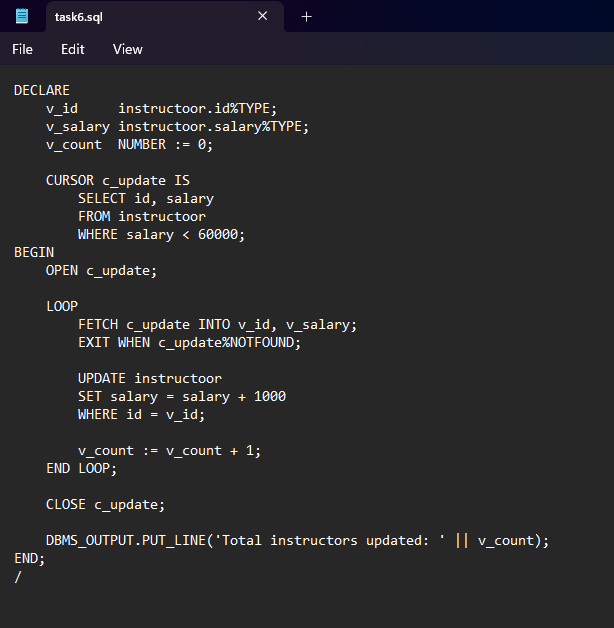 task6.sql
File Edit View
DECLARE
    v_id     instructoor.id%TYPE;
    v_salary instructoor.salary%TYPE;
    v_count  NUMBER := 0;

    CURSOR c_update IS
        SELECT id, salary
        FROM instructoor
        WHERE salary < 60000;
BEGIN
    OPEN c_update;

    LOOP
        FETCH c_update INTO v_id, v_salary;
        EXIT WHEN c_update%NOTFOUND;

        UPDATE instructoor
        SET salary = salary + 1000
        WHERE id = v_id;

        v_count := v_count + 1;
    END LOOP;

    CLOSE c_update;

    DBMS_OUTPUT.PUT_LINE('Total instructors updated: ' || v_count);
END;
/